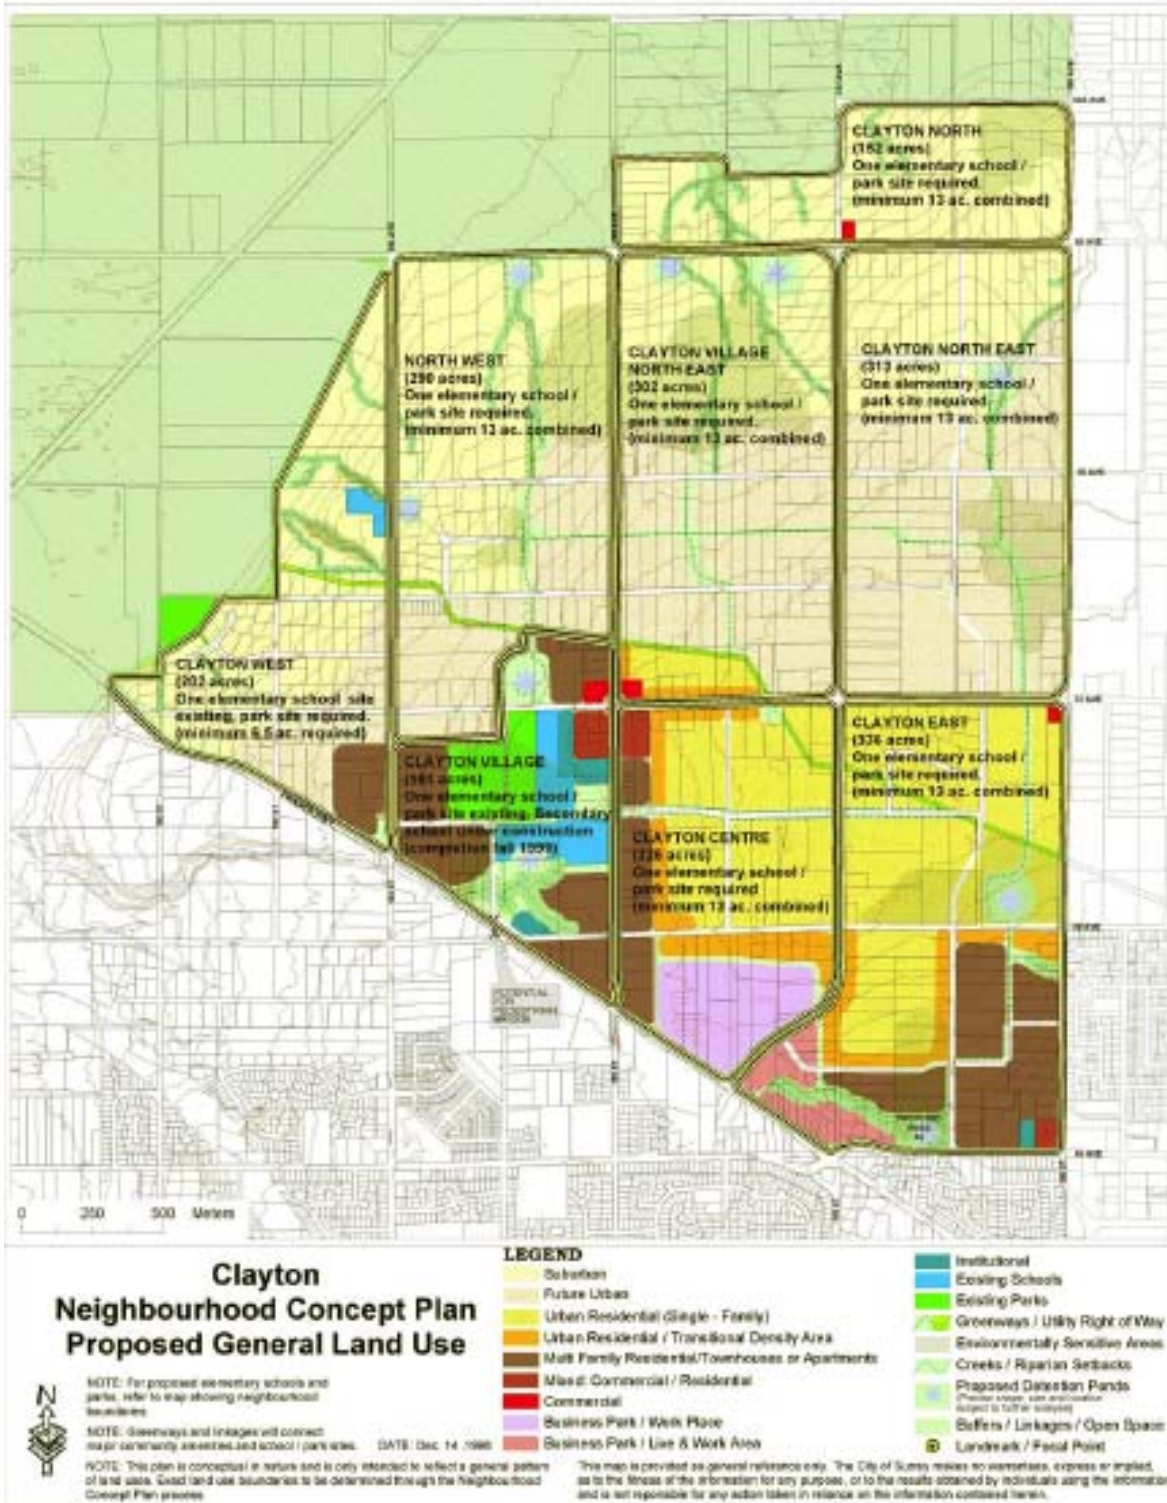 CLAYTON NORTH
One elementary school /
park site required.
(minimum 13 ac. combined)
NORTH WEST
One elementary school /
park site required.
(minimum 13 ac. combined)
CLAYTON VILLAGE
NORTH EAST
(302 acres)
One elementary school /
park site required.
(minimum 13 ac. combined)
CLAYTON NORTH EAST
(313 acres)
One elementary school /
park site required.
(minimum 13 ac. combined)
CLAYTON WEST
(202 acres)
One elementary school site
existing, park site required.
(minimum 6.5 ac. required)
CLAYTON VILLAGE
One elementary school /
park site existing. Secondary
school under construction
(completion fall 1999)
CLAYTON CENTRE
One elementary school /
park site required
(minimum 13 ac. combined)
CLAYTON EAST
One elementary school /
park site required.
(minimum 13 ac. combined)
POTENTIAL
FOR
PEDESTRIAN
BRIDGE
0 250 500 Meters
Clayton
Neighbourhood Concept Plan
Proposed General Land Use
N
NOTE: For proposed elementary schools and
parks, refer to map showing neighbourhood
boundaries
NOTE: Greenways and linkages will connect
major community amenities and school / park sites.
DATE: Dec. 14, 1998
NOTE: This plan is conceptual in nature and is only intended to reflect a general pattern
of land uses. Exact land use boundaries to be determined through the Neighbourhood
Concept Plan process
LEGEND
Suburban
Future Urban
Urban Residential (Single - Family)
Urban Residential / Transitional Density Area
Multi Family Residential/Townhouses or Apartments
Mixed Commercial / Residential
Commercial
Business Park / Work Place
Business Park / Live & Work Area
Institutional
Existing Schools
Existing Parks
Greenways / Utility Right of Way
Environmentally Sensitive Areas
Creeks / Riparian Setbacks
Proposed Detention Ponds
(Precise shape, size and location
subject to further analysis)
Buffers / Linkages / Open Space
Landmark / Focal Point
This map is provided as general reference only. The City of Surrey makes no warranties, express or implied,
as to the fitness of the information for any purpose, or to the results obtained by individuals using the information
and is not responsible for any action taken in reliance on the information contained herein.